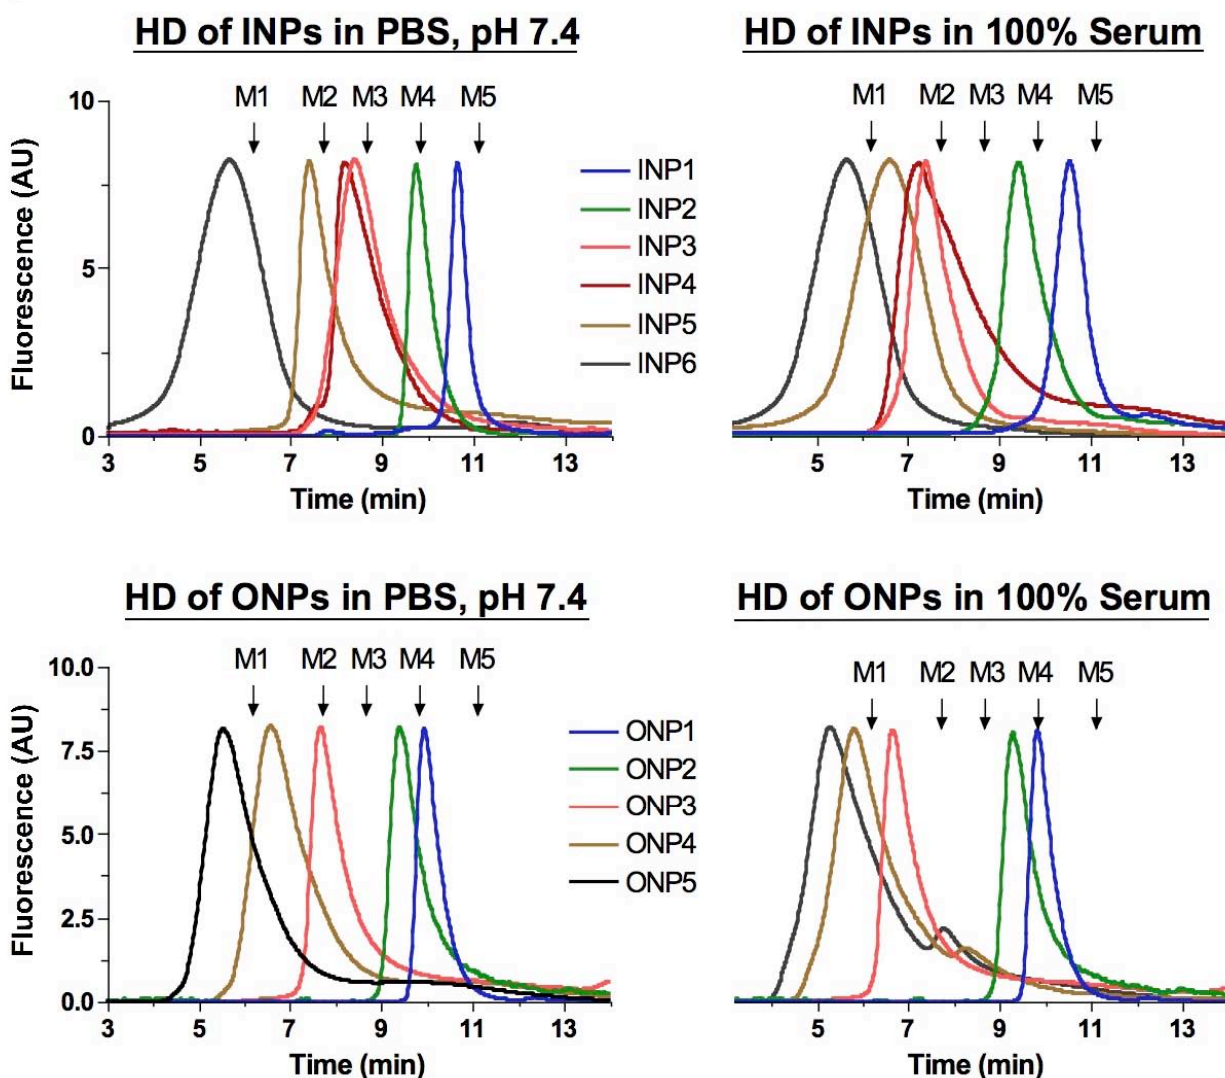 HD of INPs in PBS, pH 7.4
M1 M2 M3 M4 M5
10
5
0
Fluorescence (AU)
3 5 7 9 11 13
Time (min)
INP1
INP2
INP3
INP4
INP5
INP6
HD of INPs in 100% Serum
M1 M2 M3 M4 M5
5 7 9 11 13
Time (min)
HD of ONPs in PBS, pH 7.4
M1 M2 M3 M4 M5
10.0
7.5
5.0
2.5
0.0
Fluorescence (AU)
3 5 7 9 11 13
Time (min)
ONP1
ONP2
ONP3
ONP4
ONP5
HD of ONPs in 100% Serum
M1 M2 M3 M4 M5
5 7 9 11 13
Time (min)